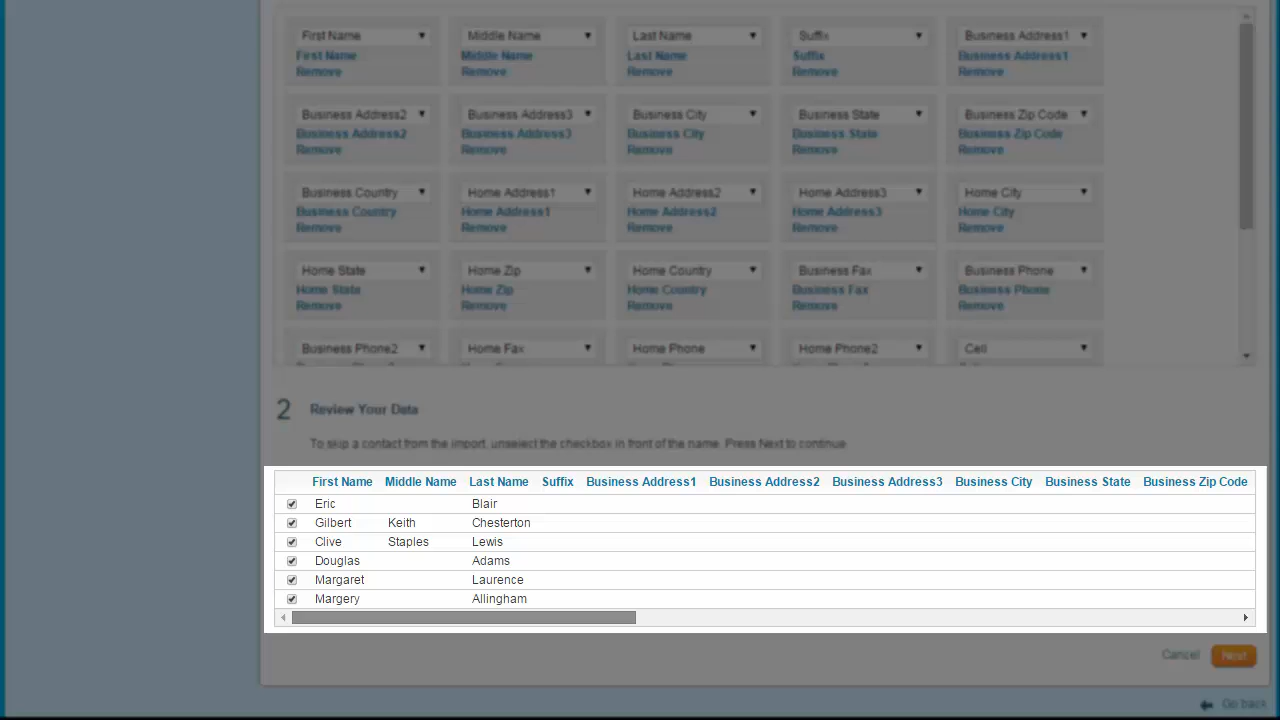 First Name Middle Name Last Name Suffix Business Address1
First Name Middle Name Last Name Suffix Business Address1
Remove Remove Remove Remove Remove
Business Address2 Business Address3 Business City Business State Business Zip Code
Business Address2 Business Address3 Business City Business State Business Zip Code
Remove Remove Remove Remove Remove
Business Country Home Address1 Home Address2 Home Address3 Home City
Business Country Home Address1 Home Address2 Home Address3 Home City
Remove Remove Remove Remove Remove
Home State Home Zip Home Country Business Fax Business Phone
Home State Home Zip Home Country Business Fax Business Phone
Remove Remove Remove Remove Remove
Business Phone2 Home Fax Home Phone Home Phone2 Cell
2 Review Your Data
To skip a contact from the import, unselect the checkbox in front of the name. Press Next to continue
First Name Middle Name Last Name Suffix Business Address1 Business Address2 Business Address3 Business City Business State Business Zip Code
Eric Blair
Gilbert Keith Chesterton
Clive Staples Lewis
Douglas Adams
Margaret Laurence
Margery Allingham
Cancel Next
Go back